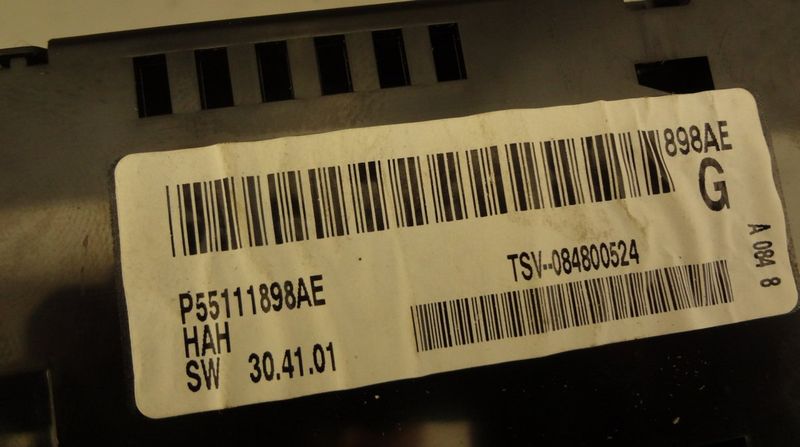 898AE
G
TSV--084800524
P55111898AE
HAH
SW 30.41.01
A 084 8